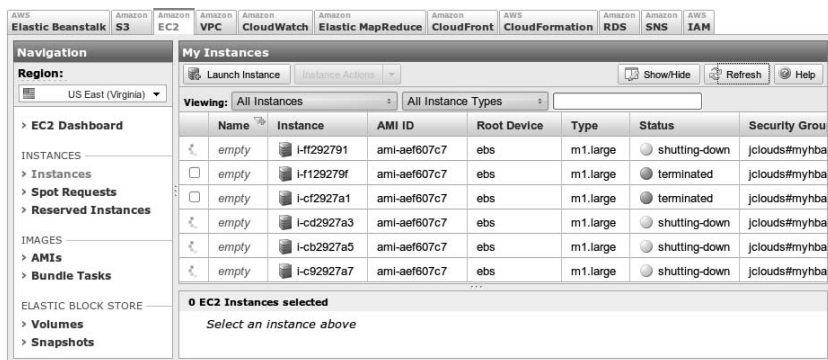 AWS Amazon Amazon Amazon Amazon Amazon Amazon AWS Amazon Amazon AWS
Elastic Beanstalk S3 EC2 VPC CloudWatch Elastic MapReduce CloudFront CloudFormation RDS SNS IAM
Navigation
Region:
US East (Virginia)
> EC2 Dashboard
INSTANCES
> Instances
> Spot Requests
> Reserved Instances
IMAGES
> AMIs
> Bundle Tasks
ELASTIC BLOCK STORE
> Volumes
> Snapshots
My Instances
Launch Instance Instance Actions Show/Hide Refresh Help
Viewing: All Instances All Instance Types
Name Instance AMI ID Root Device Type Status Security Grou
empty i-ff292791 ami-aef607c7 ebs m1.large shutting-down jclouds#myhba
empty i-f129279f ami-aef607c7 ebs m1.large terminated jclouds#myhba
empty i-cf2927a1 ami-aef607c7 ebs m1.large terminated jclouds#myhba
empty i-cd2927a3 ami-aef607c7 ebs m1.large shutting-down jclouds#myhba
empty i-cb2927a5 ami-aef607c7 ebs m1.large shutting-down jclouds#myhba
empty i-c92927a7 ami-aef607c7 ebs m1.large shutting-down jclouds#myhba
0 EC2 Instances selected
Select an instance above